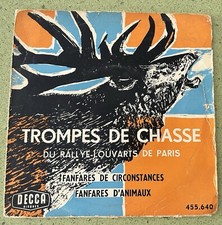 TROMPES DE CHASSE
DU RALLYE-LOUVARTS DE PARIS
FANFARES DE CIRCONSTANCES
FANFARES D'ANIMAUX
DECCA
455.640